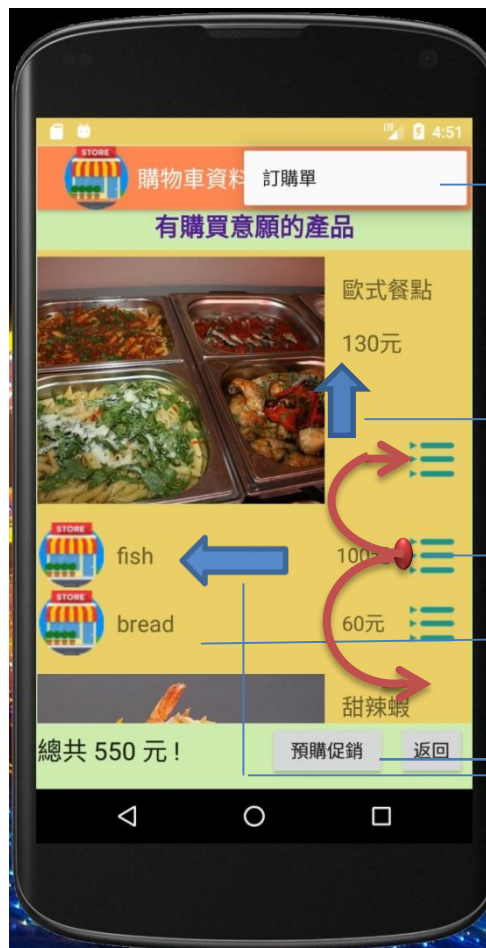 LTE 4:51
STORE
購物車資料
訂購單
有購買意願的產品
歐式餐點
130元
STORE
fish
100
STORE
bread
60元
甜辣蝦
總共 550 元 !
預購促銷
返回